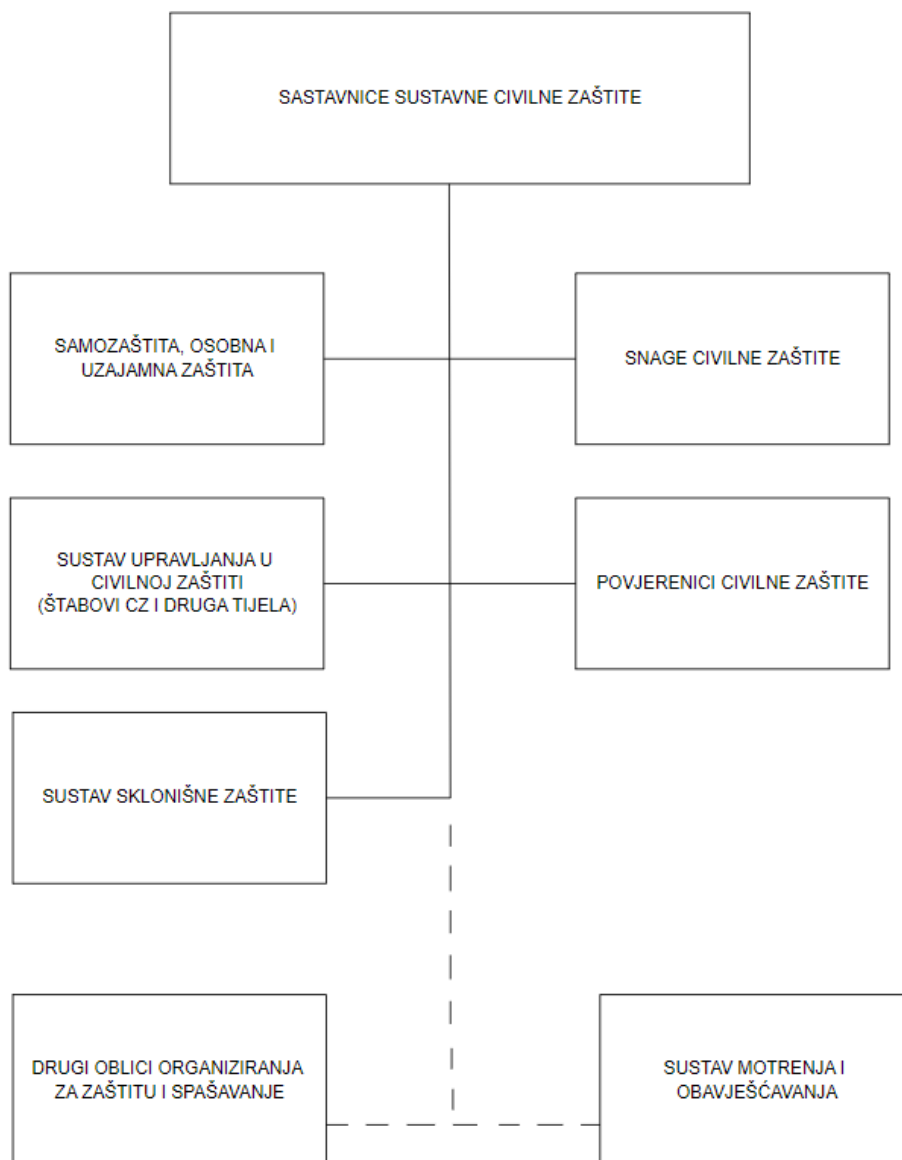 SASTAVNICE SUSTAVNE CIVILNE ZAŠTITE
SAMOZAŠTITA, OSOBNA I
UZAJAMNA ZAŠTITA
SNAGE CIVILNE ZAŠTITE
SUSTAV UPRAVLJANJA U
CIVILNOJ ZAŠTITI
(ŠTABOVI CZ I DRUGA TIJELA)
POVJERENICI CIVILNE ZAŠTITE
SUSTAV SKLONIŠNE ZAŠTITE
DRUGI OBLICI ORGANIZIRANJA
ZA ZAŠTITU I SPAŠAVANJE
SUSTAV MOTRENJA I
OBAVJEŠĆAVANJA